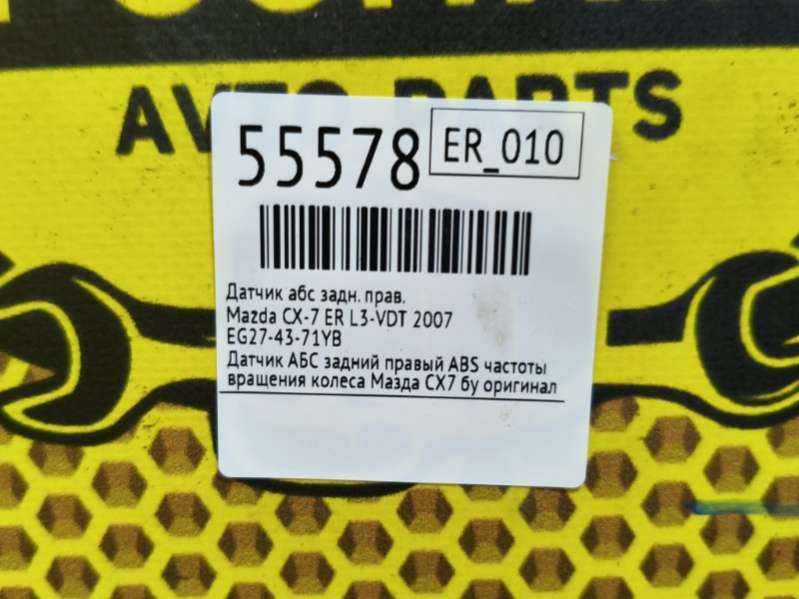 AVTO PARTS
55578
ER_010
Датчик абс задн. прав.
Mazda CX-7 ER L3-VDT 2007
EG27-43-71YB
Датчик АБС задний правый ABS частоты
вращения колеса Мазда СХ7 бу оригинал